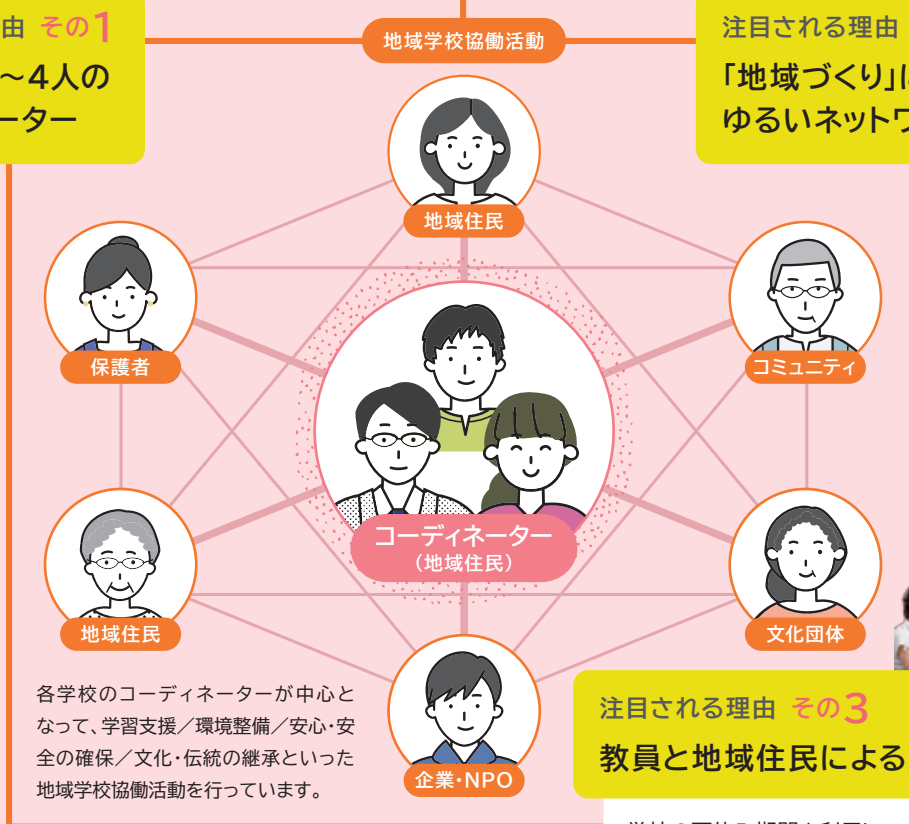 由 その1
〜4人の
ーター
地域学校協働活動
注目される理由
「地域づくり」
ゆるいネットワ
地域住民
保護者
コミュニティ
コーディネーター
（地域住民）
地域住民
文化団体
企業・NPO
各学校のコーディネーターが中心と
なって、学習支援／環境整備／安心・安
全の確保／文化・伝統の継承といった
地域学校協働活動を行っています。
注目される理由 その3
教員と地域住民による